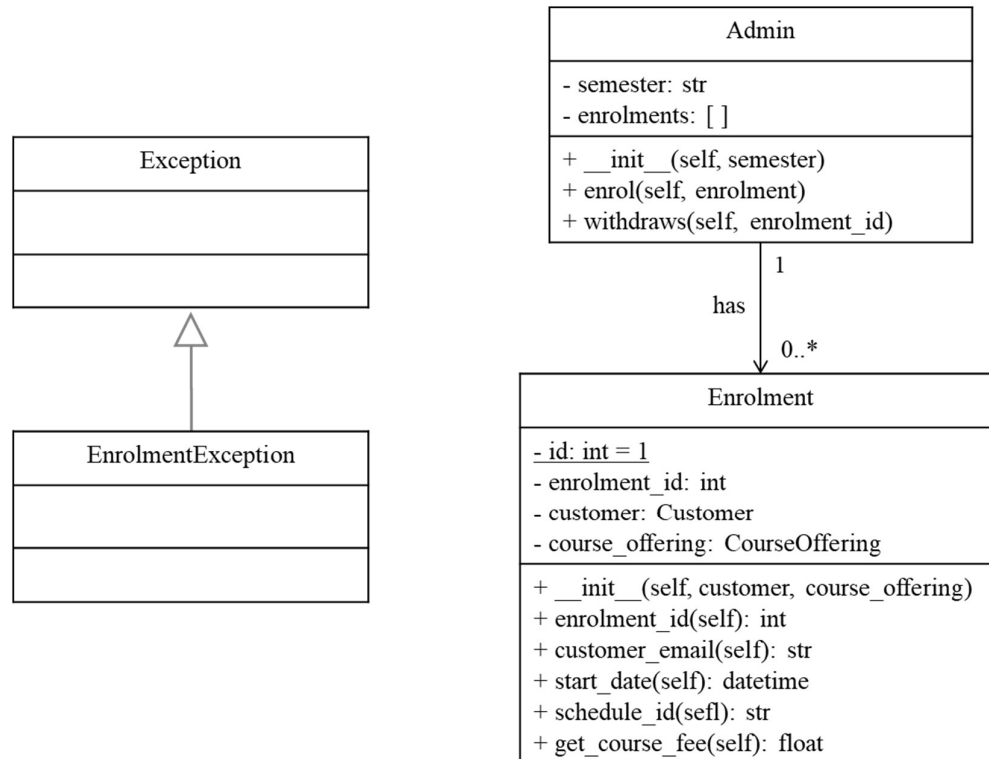 Exception
EnrolmentException
Admin
- semester: str
- enrolments: [ ]
+ __init__(self, semester)
+ enrol(self, enrolment)
+ withdraws(self, enrolment_id)
1
has
0..*
Enrolment
- id: int = 1
- enrolment_id: int
- customer: Customer
- course_offering: CourseOffering
+ __init__(self, customer, course_offering)
+ enrolment_id(self): int
+ customer_email(self): str
+ start_date(self): datetime
+ schedule_id(sefl): str
+ get_course_fee(self): float